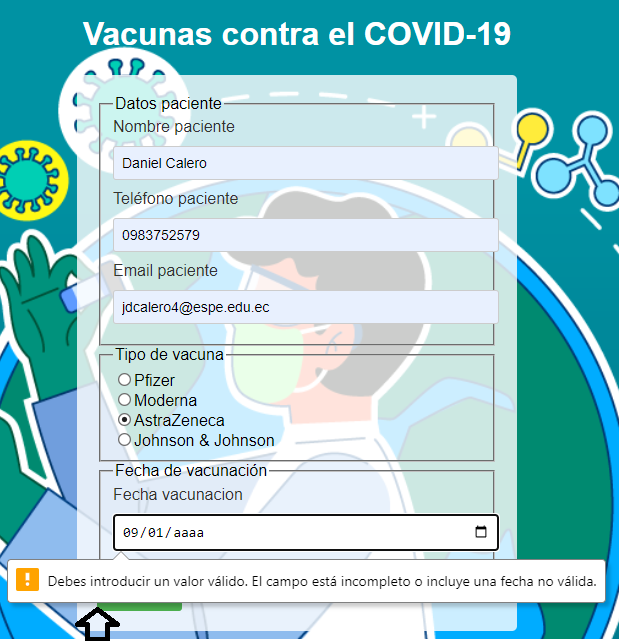 Vacunas contra el COVID-19
Datos paciente
Nombre paciente
Daniel Calero
Teléfono paciente
0983752579
Email paciente
jdcalero4@espe.edu.ec
Tipo de vacuna
Pfizer
Moderna
AstraZeneca
Johnson & Johnson
Fecha de vacunación
Fecha vacunacion
09/01/aaaa
Debes introducir un valor válido. El campo está incompleto o incluye una fecha no válida.